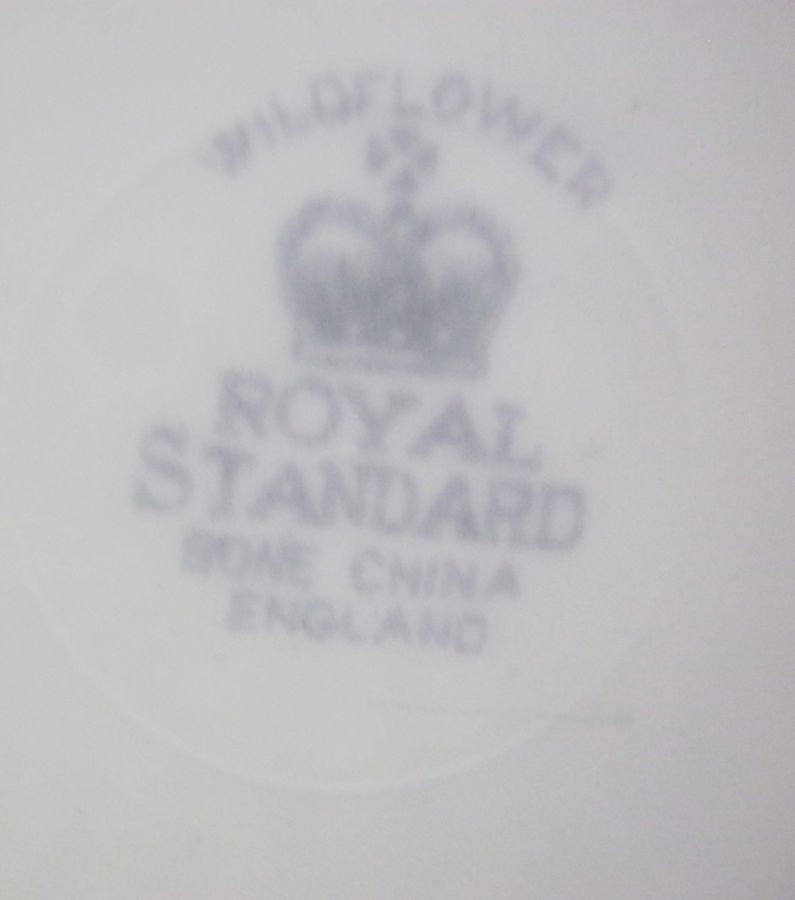 WILDFLOWER
ROYAL
STANDARD
BONE CHINA
ENGLAND